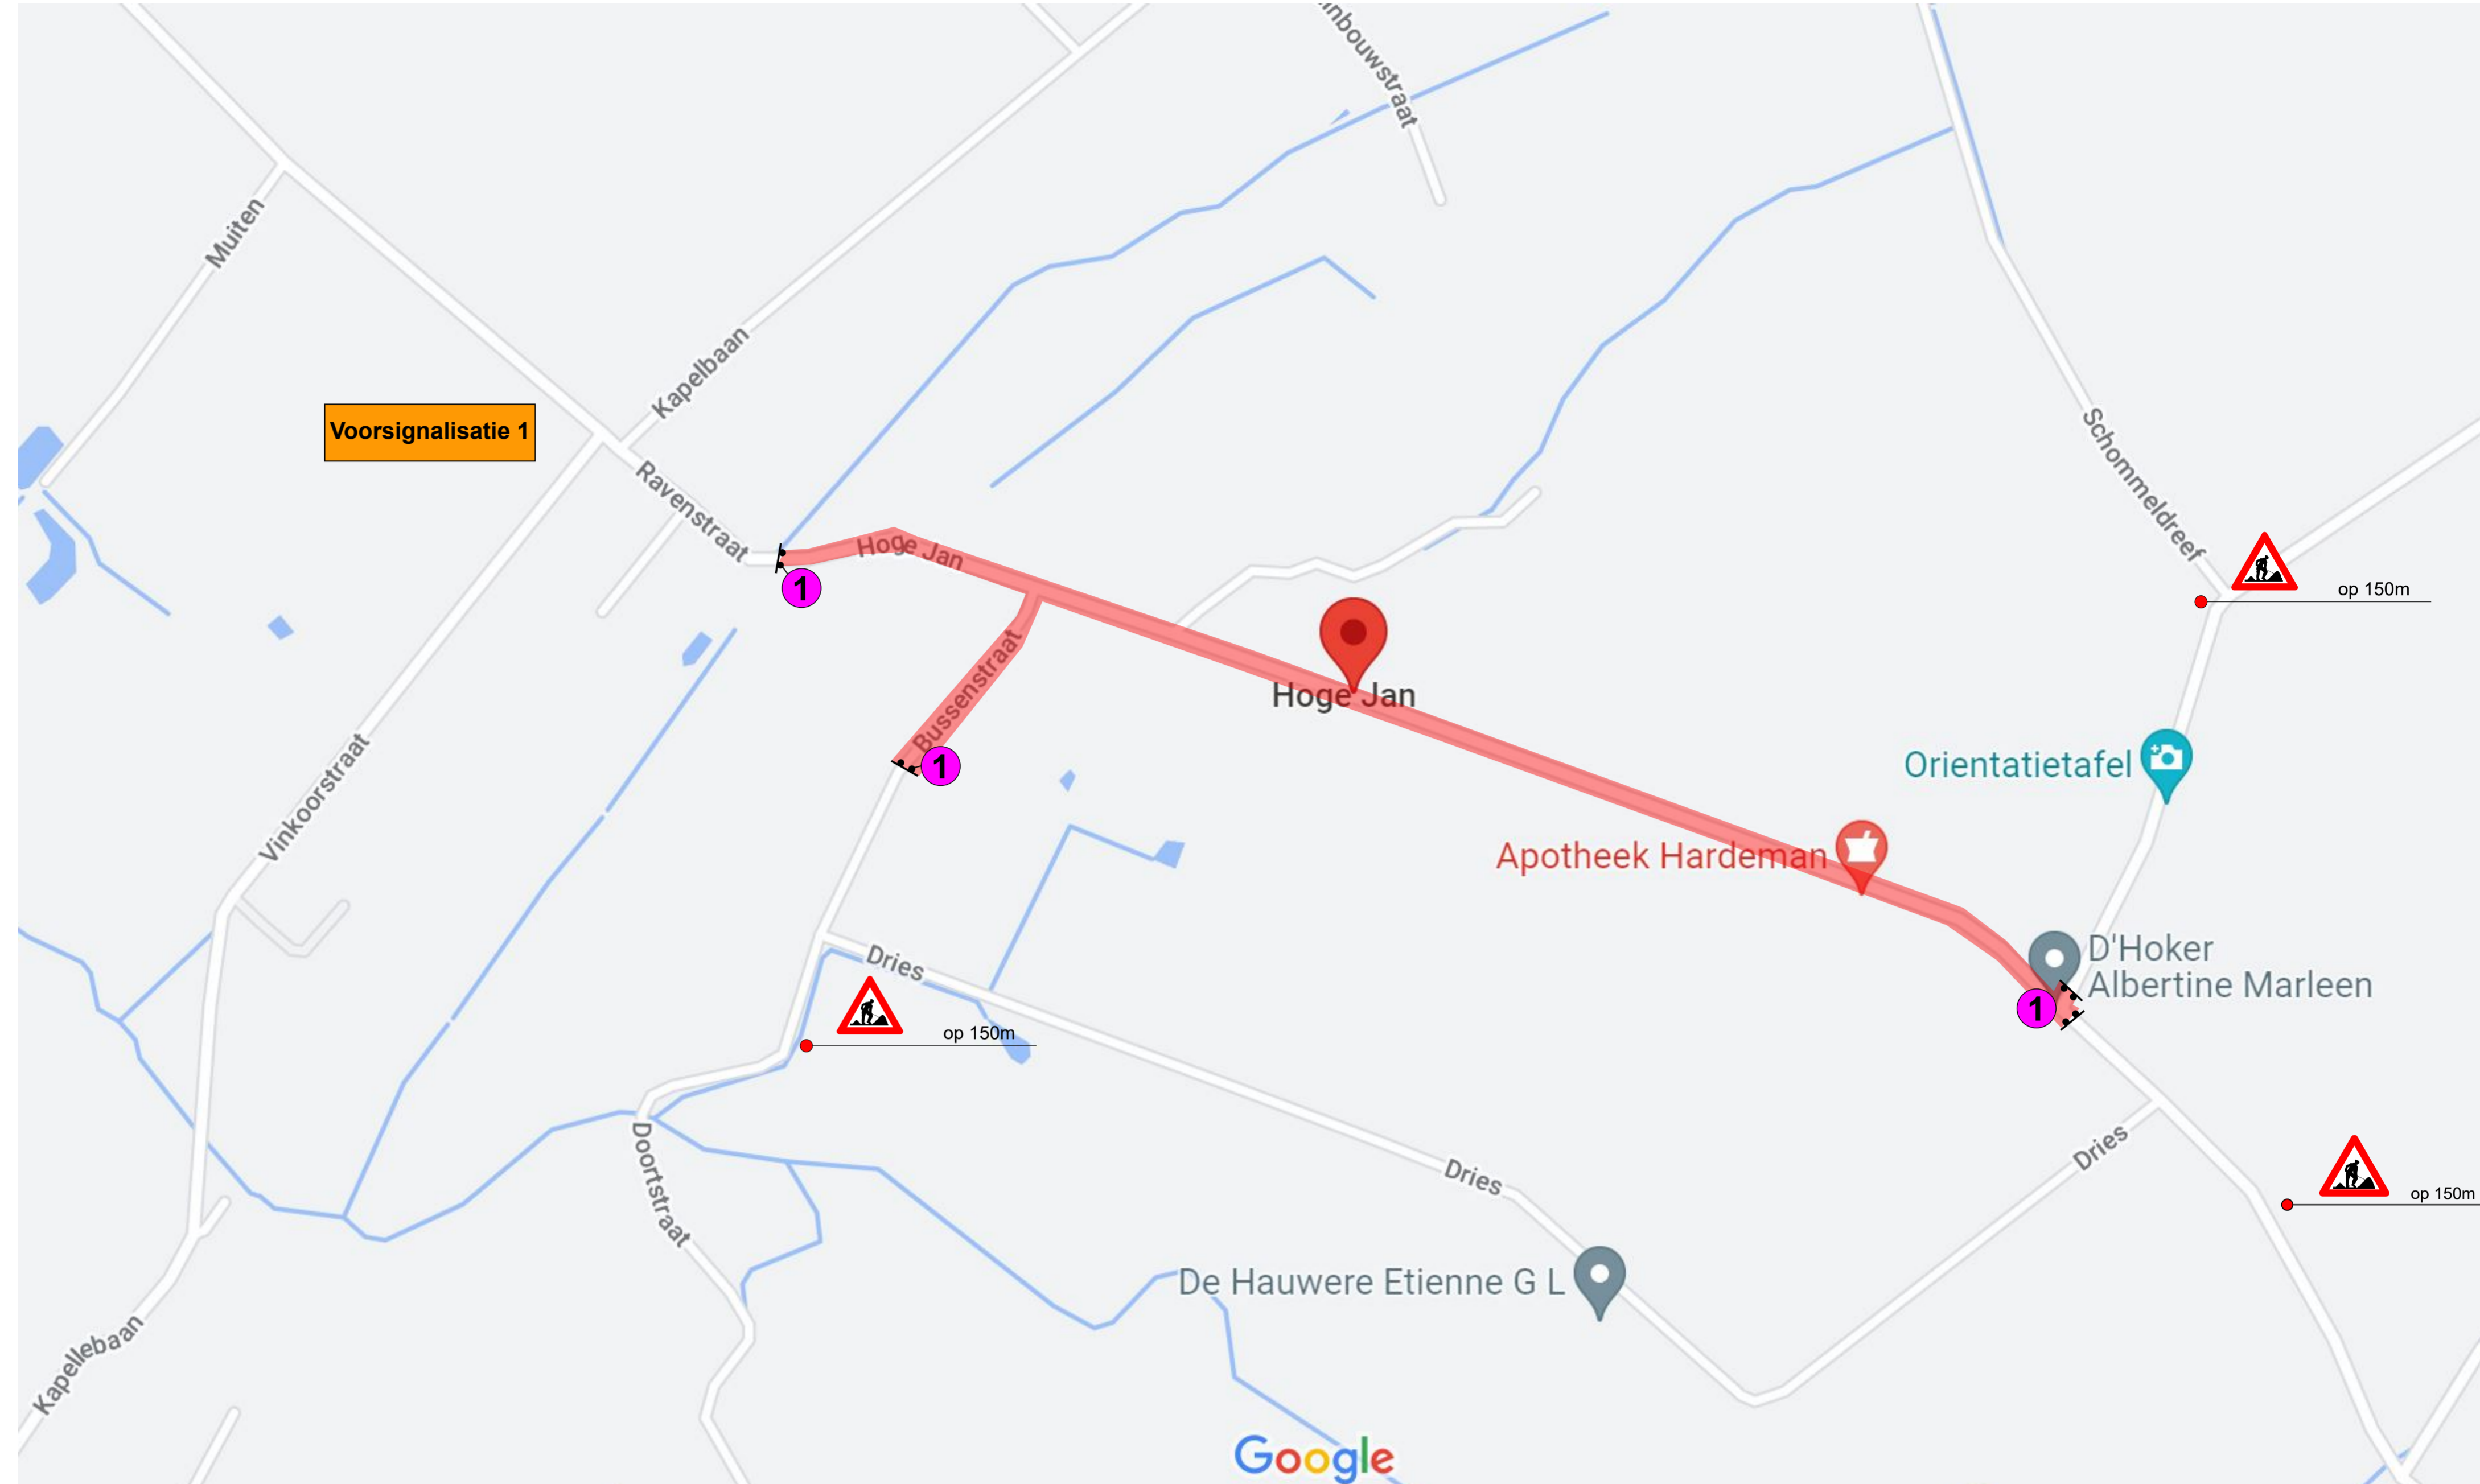 inbouwstraat
Muiten
Kapelbaan
Voorsignalisatie 1
Ravenstraat
Schommeldreef
Hoge Jan
1
op 150m
Bussenstraat
Hoge Jan
1
Orientatietafel
Vinkoorstraat
Apotheek Hardeman
D'Hoker
Albertine Marleen
1
Dries
op 150m
Doortstraat
Dries
Dries
op 150m
De Hauwere Etienne G L
Kapellebaan
Google